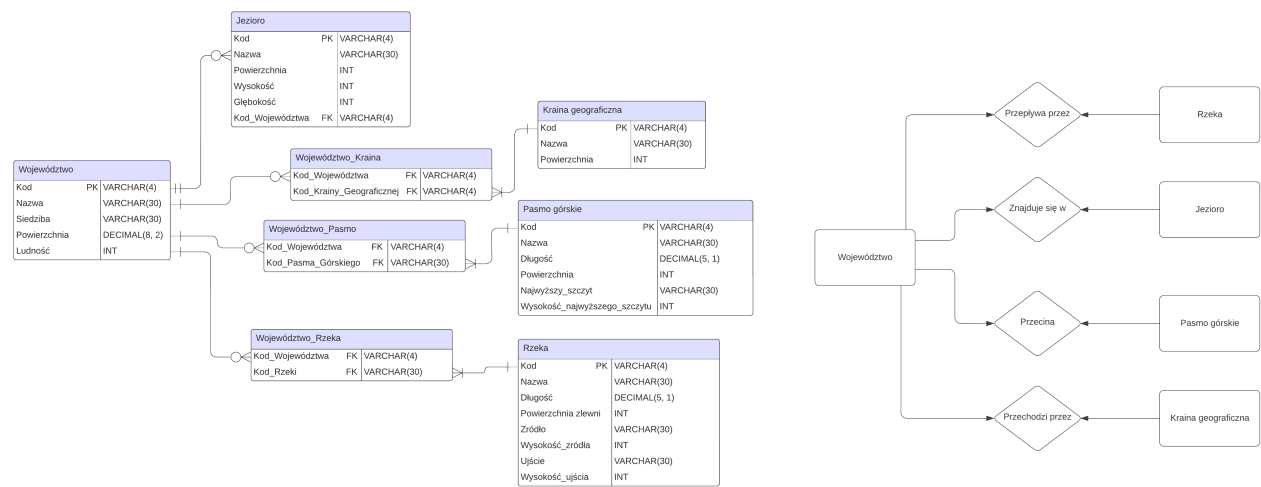 Jezioro
Kod PK VARCHAR(4)
Nazwa VARCHAR(30)
Powierzchnia INT
Wysokość INT
Głębokość INT
Kod_Województwa FK VARCHAR(4)
Województwo
Kod PK VARCHAR(4)
Nazwa VARCHAR(30)
Siedziba VARCHAR(30)
Powierzchnia DECIMAL(8, 2)
Ludność INT
Województwo_Kraina
Kod_Województwa FK VARCHAR(4)
Kod_Krainy_Geograficznej FK VARCHAR(4)
Województwo_Pasmo
Kod_Województwa FK VARCHAR(4)
Kod_Pasma_Górskiego FK VARCHAR(30)
Województwo_Rzeka
Kod_Województwa FK VARCHAR(4)
Kod_Rzeki FK VARCHAR(30)
Kraina geograficzna
Kod PK VARCHAR(4)
Nazwa VARCHAR(30)
Powierzchnia INT
Pasmo górskie
Kod PK VARCHAR(4)
Nazwa VARCHAR(30)
Długość DECIMAL(5, 1)
Powierzchnia INT
Najwyższy_szczyt VARCHAR(30)
Wysokość_najwyższego_szczytu INT
Rzeka
Kod PK VARCHAR(4)
Nazwa VARCHAR(30)
Długość DECIMAL(5, 1)
Powierzchnia zlewni INT
Zródło VARCHAR(30)
Wysokość_zródła INT
Ujście VARCHAR(30)
Wysokość_ujścia INT
Województwo
Przepływa przez
Rzeka
Znajduje się w
Jezioro
Przecina
Pasmo górskie
Przechodzi przez
Kraina geograficzna